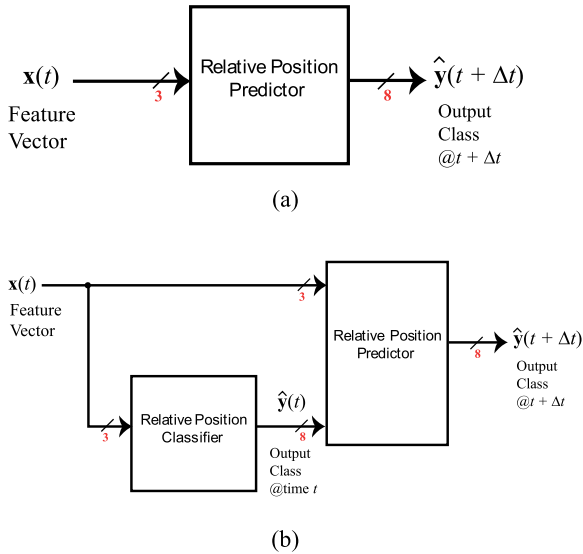 x(t)
Feature
Vector
3
Relative Position
Predictor
8
ŷ(t + Δt)
Output
Class
@t + Δt
(a)
x(t)
Feature
Vector
3
Relative Position
Predictor
8
ŷ(t + Δt)
Output
Class
@t + Δt
3
Relative Position
Classifier
ŷ(t)
8
Output
Class
@time t
(b)